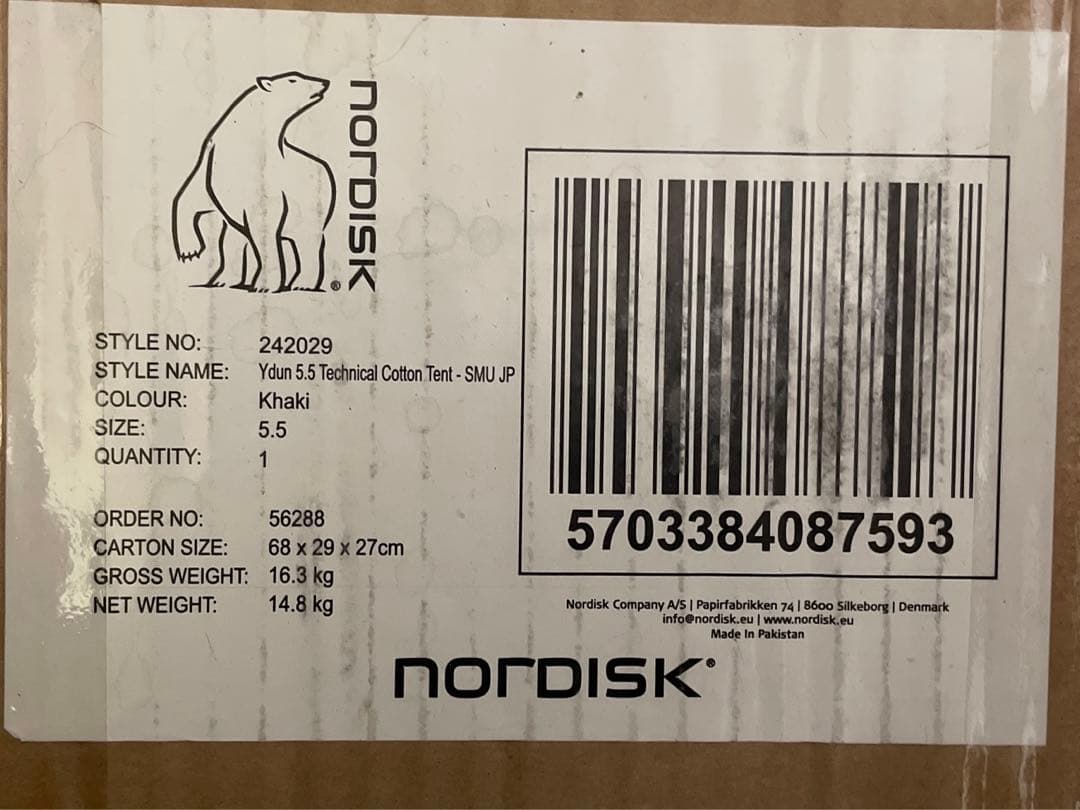 nordisk®
STYLE NO: 242029
STYLE NAME: Ydun 5.5 Technical Cotton Tent - SMU JP
COLOUR: Khaki
SIZE: 5.5
QUANTITY: 1
ORDER NO: 56288
CARTON SIZE: 68 x 29 x 27cm
GROSS WEIGHT: 16.3 kg
NET WEIGHT: 14.8 kg
5703384087593
Nordisk Company A/S | Papirfabrikken 74 | 8600 Silkeborg | Denmark
info@nordisk.eu | www.nordisk.eu
Made In Pakistan
nordisk®